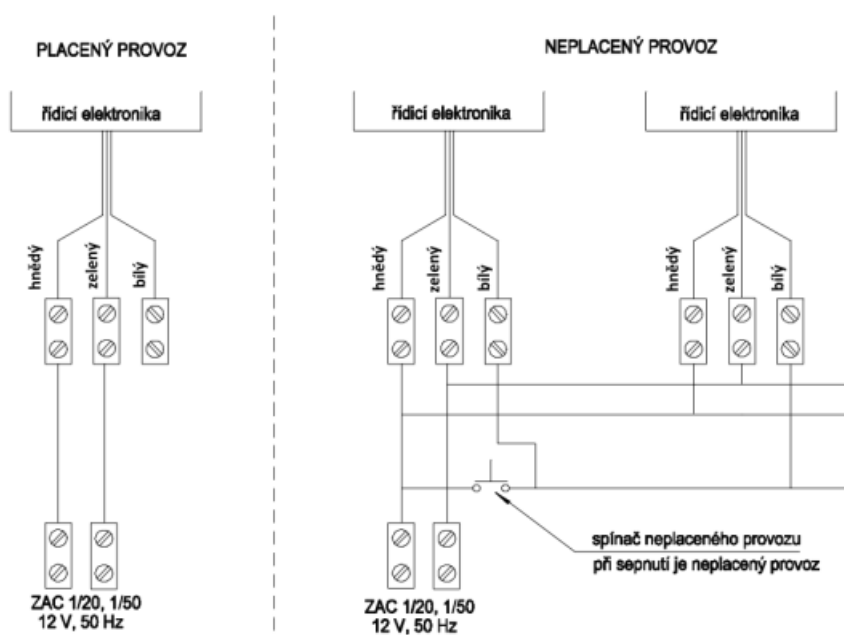 PLACENÝ PROVOZ
NEPLACENÝ PROVOZ
řídicí elektronika
řídicí elektronika
řídicí elektronika
hnědý
zelený
bílý
hnědý
zelený
bílý
hnědý
zelený
bílý
spínač neplaceného provozu
při sepnutí je neplacený provoz
ZAC 1/20, 1/50
12 V, 50 Hz
ZAC 1/20, 1/50
12 V, 50 Hz